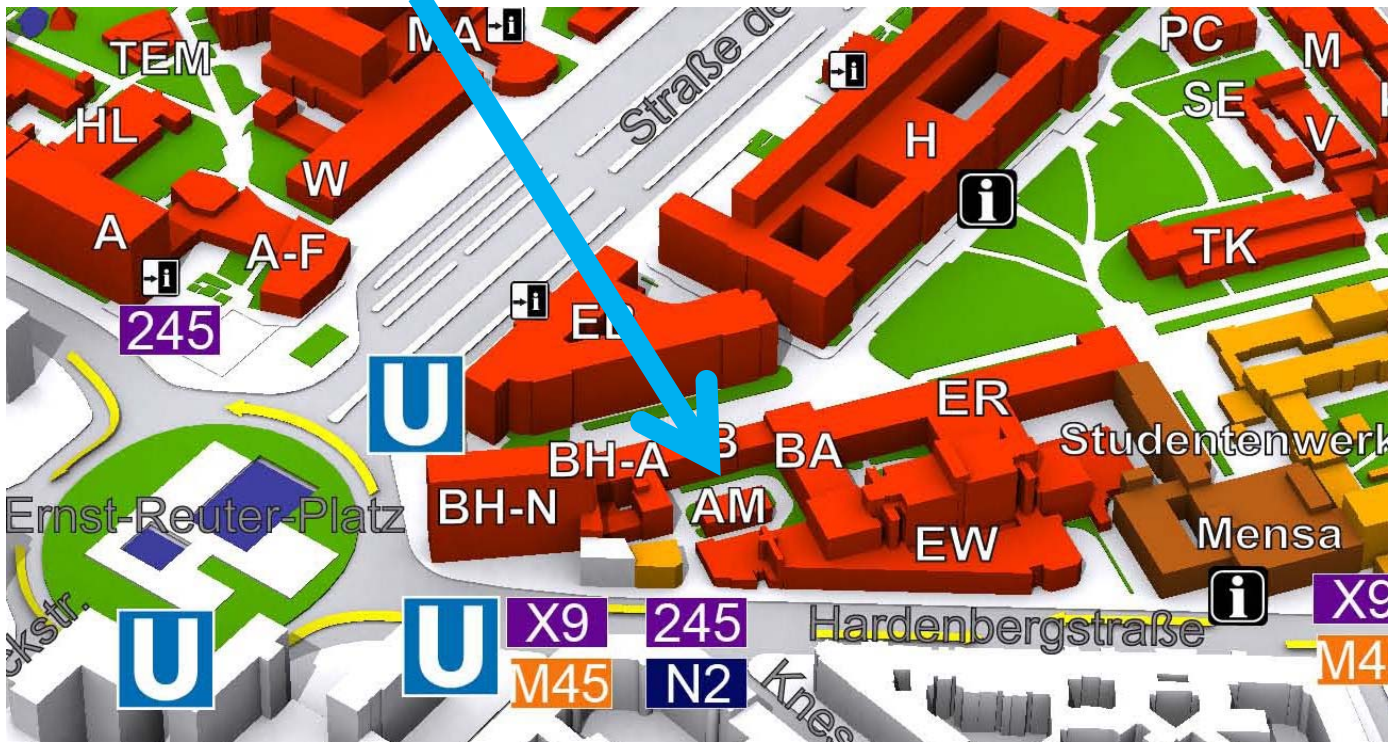 TEM
MA
i
Straße de
i
PC
M
SE
V
HL
W
H
i
A
A-F
i
245
TK
i
U
ER
BH-A
B
BA
Studentenwerk
Ernst-Reuter-Platz
BH-N
AM
EW
Mensa
i
X9
245
Hardenbergstraße
X9
U
U
M45
N2
M4
Knes
ckstr.